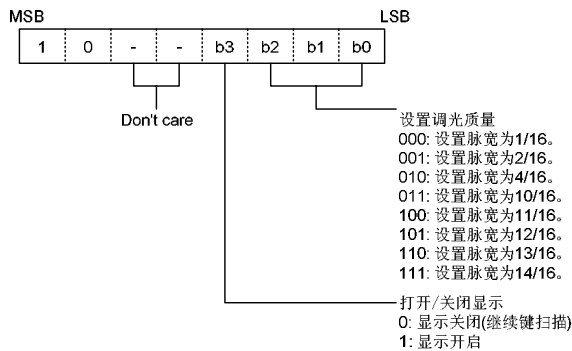 MSB LSB
1 0 - - b3 b2 b1 b0
Don't care
设置调光质量
000: 设置脉宽为1/16。
001: 设置脉宽为2/16。
010: 设置脉宽为4/16。
011: 设置脉宽为10/16。
100: 设置脉宽为11/16。
101: 设置脉宽为12/16。
110: 设置脉宽为13/16。
111: 设置脉宽为14/16。
打开/关闭显示
0: 显示关闭(继续键扫描)
1: 显示开启